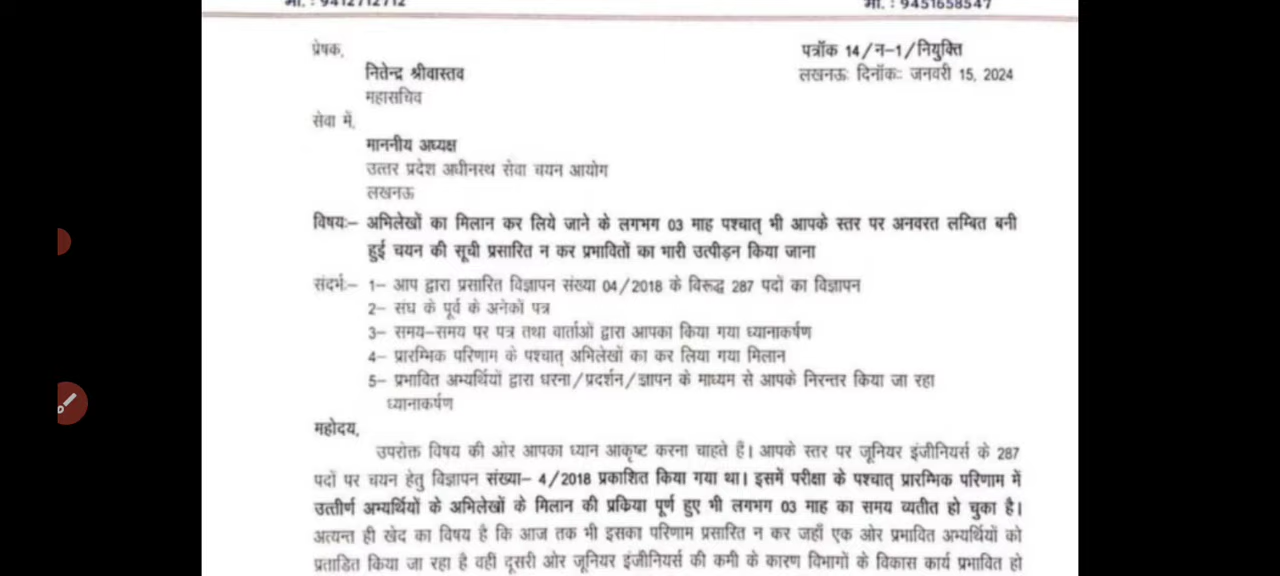 मो. : 9412712712
मो. : 9451658547
प्रेषक,
पत्रॉक 14/न-1/नियुक्ति
नितेन्द्र श्रीवास्तव
लखनऊः दिनॉकः जनवरी 15, 2024
महासचिव
सेवा में,
माननीय अध्यक्ष
उत्तर प्रदेश अधीनस्थ सेवा चयन आयोग
लखनऊ
विषयः– अभिलेखों का मिलान कर लिये जाने के लगभग 03 माह पश्चात् भी आपके स्तर पर अनवरत लम्बित बनी
हुई चयन की सूची प्रसारित न कर प्रभावितों का भारी उत्पीड़न किया जाना
संदर्भः– 1– आप द्वारा प्रसारित विज्ञापन संख्या 04/2018 के विरूद्ध 287 पदों का विज्ञापन
2– संघ के पूर्व के अनेकों पत्र
3– समय–समय पर पत्र तथा वार्ताओं द्वारा आपका किया गया ध्यानाकर्षण
4– प्रारम्भिक परिणाम के पश्चात् अभिलेखों का कर लिया गया मिलान
5– प्रभावित अभ्यर्थियों द्वारा धरना/प्रदर्शन/ज्ञापन के माध्यम से आपके निरन्तर किया जा रहा
ध्यानाकर्षण
महोदय,
उपरोक्त विषय की ओर आपका ध्यान आकृष्ट करना चाहते हैं। आपके स्तर पर जूनियर इंजीनियर्स के 287
पदों पर चयन हेतु विज्ञापन संख्या– 4/2018 प्रकाशित किया गया था। इसमें परीक्षा के पश्चात् प्रारम्भिक परिणाम में
उत्तीर्ण अभ्यर्थियों के अभिलेखों के मिलान की प्रकिया पूर्ण हुए भी लगभग 03 माह का समय व्यतीत हो चुका है।
अत्यन्त ही खेद का विषय है कि आज तक भी इसका परिणाम प्रसारित न कर जहॉ एक ओर प्रभावित अभ्यर्थियों को
प्रताडित किया जा रहा है वहीं दूसरी ओर जूनियर इंजीनियर्स की कमी के कारण विभागों के विकास कार्य प्रभावित हो